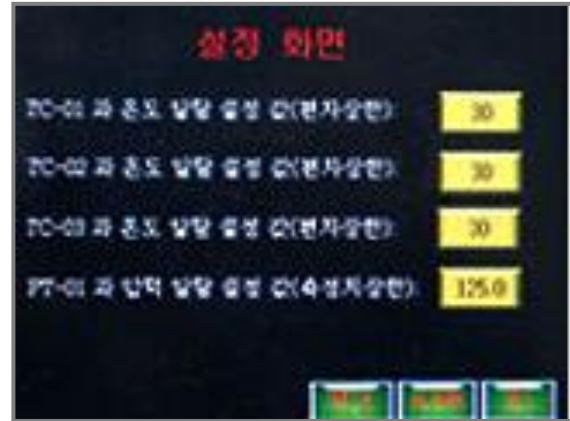 설정 화면
TC-01 과 온도 알람 설정 값(편차상한): 30
TC-02 과 온도 알람 설정 값(편차상한): 30
TC-03 과 온도 알람 설정 값(편차상한): 30
PT-01 과 압력 알람 설정 값(측정치상한): 125.0